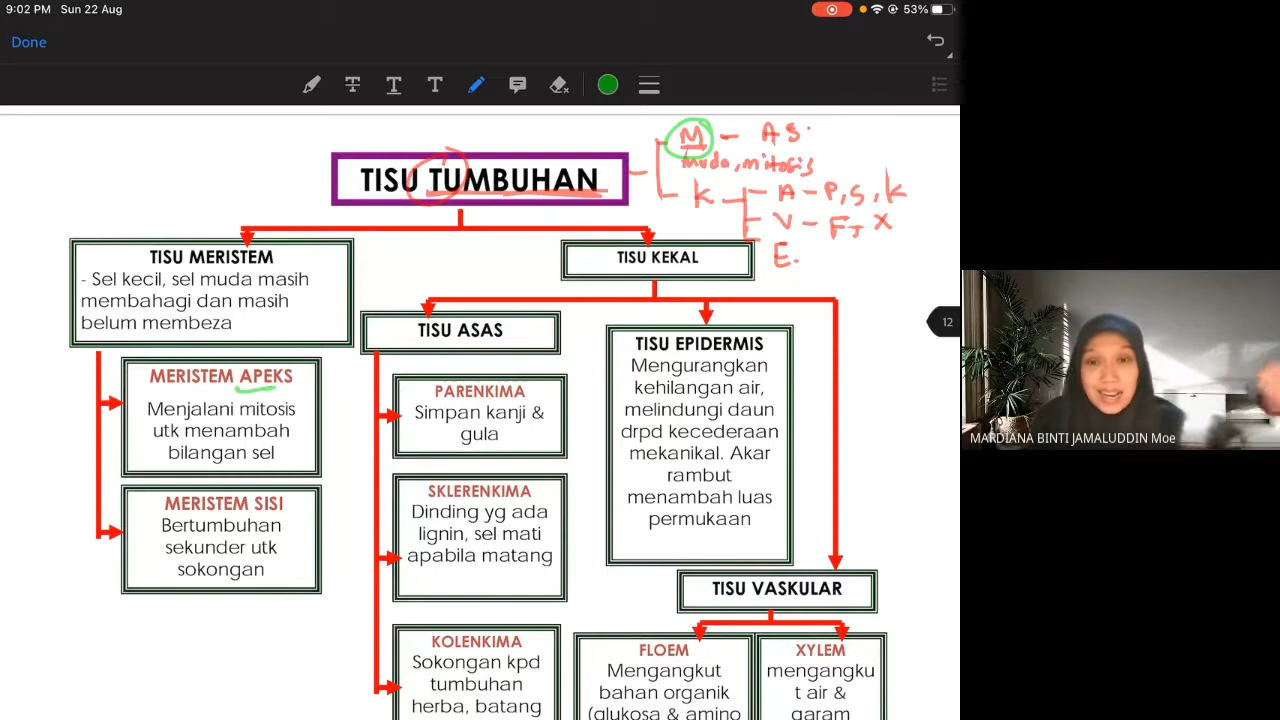 9:02 PM Sun 22 Aug
53%
Done
M - A S.
muda, mitosis
K - A - P, S, K
V - F, X
E.
TISU TUMBUHAN
TISU MERISTEM
- Sel kecil, sel muda masih
membahagi dan masih
belum membeza
TISU KEKAL
MERISTEM APEKS
Menjalani mitosis
utk menambah
bilangan sel
MERISTEM SISI
Bertumbuhan
sekunder utk
sokongan
TISU ASAS
PARENKIMA
Simpan kanji &
gula
SKLERENKIMA
Dinding yg ada
lignin, sel mati
apabila matang
KOLENKIMA
Sokongan kpd
tumbuhan
herba, batang
TISU EPIDERMIS
Mengurangkan
kehilangan air,
melindungi daun
drpd kecederaan
mekanikal. Akar
rambut
menambah luas
permukaan
TISU VASKULAR
FLOEM
Mengangkut
bahan organik
(glukosa & amino
XYLEM
mengangku
t air &
garam
12
MARDIANA BINTI JAMALUDDIN Moe